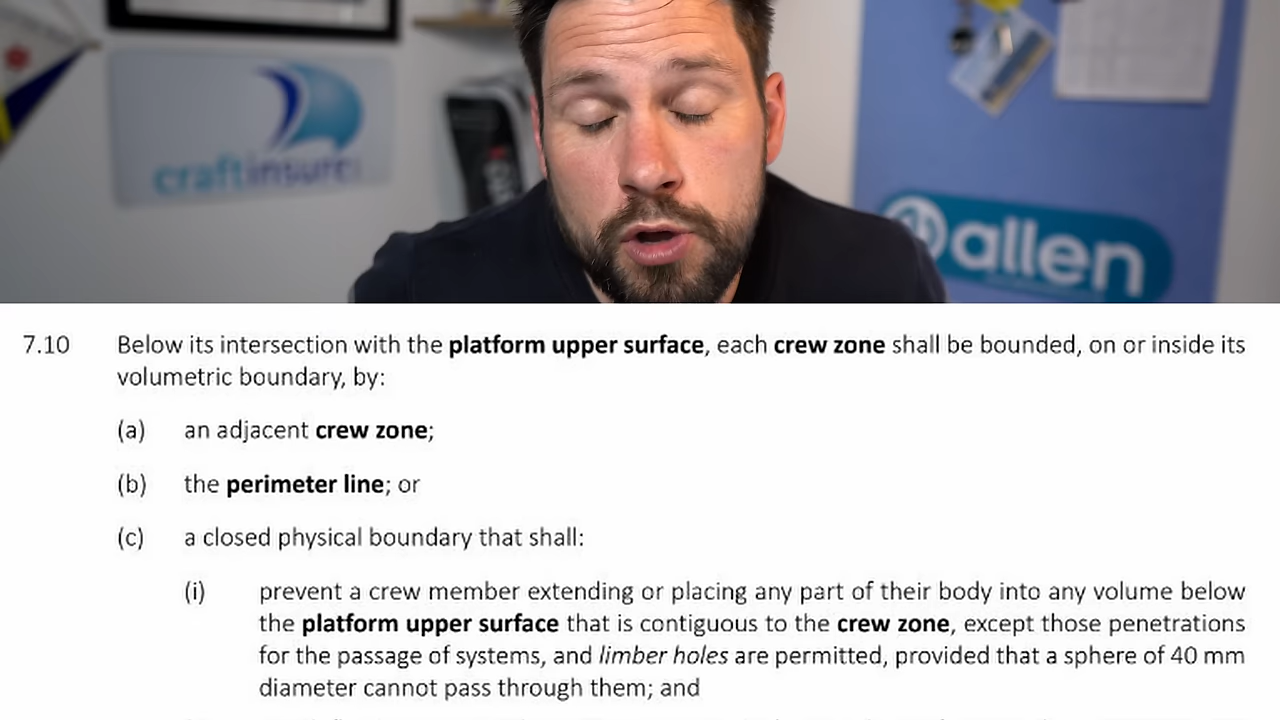 craftinsure
allen
7.10 Below its intersection with the platform upper surface, each crew zone shall be bounded, on or inside its
volumetric boundary, by:
(a) an adjacent crew zone;
(b) the perimeter line; or
(c) a closed physical boundary that shall:
(i) prevent a crew member extending or placing any part of their body into any volume below
the platform upper surface that is contiguous to the crew zone, except those penetrations
for the passage of systems, and limber holes are permitted, provided that a sphere of 40 mm
diameter cannot pass through them; and